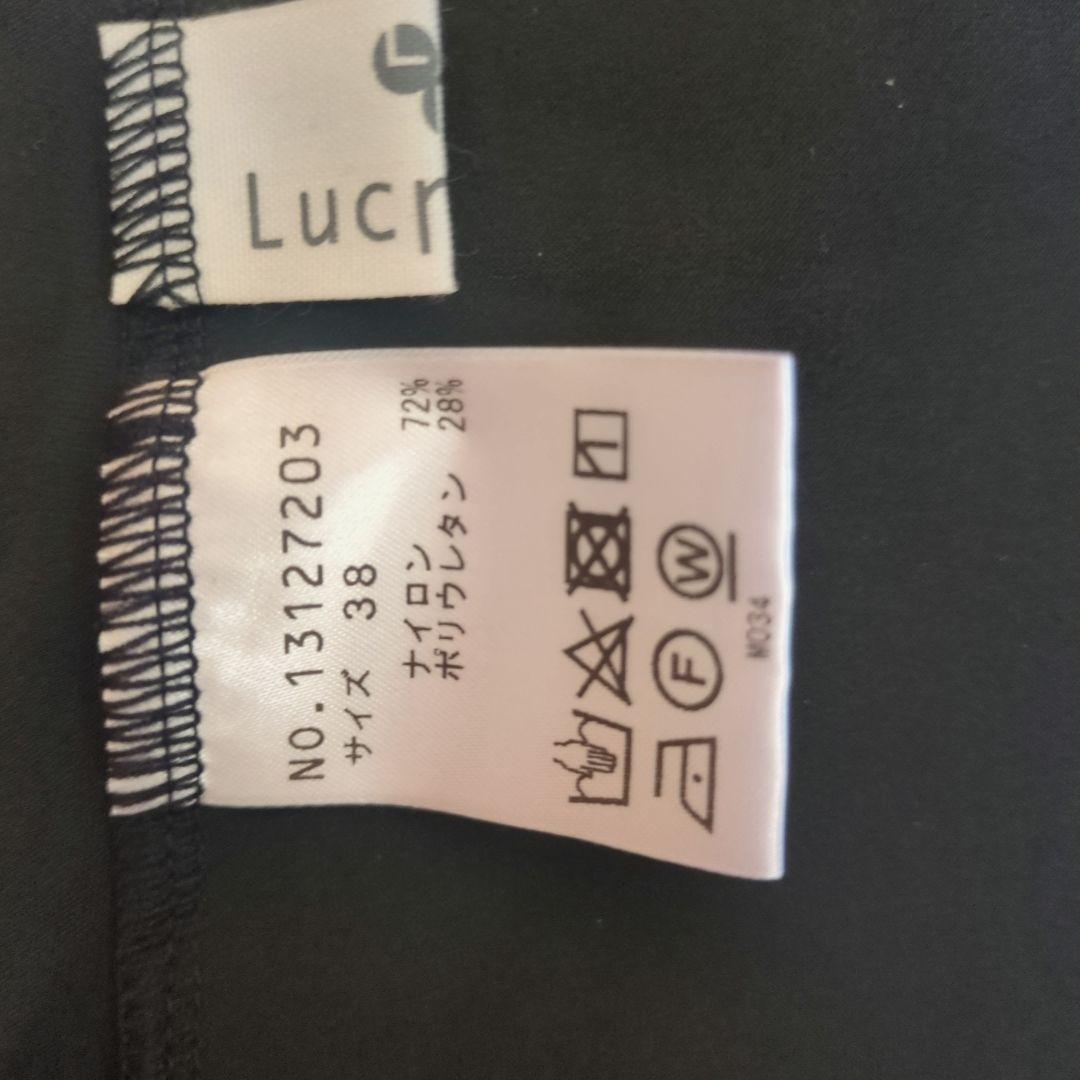 L
Lucr
NO.13127203
サイズ 38
ナイロン 72%
ポリウレタン 28%
F
W
M034